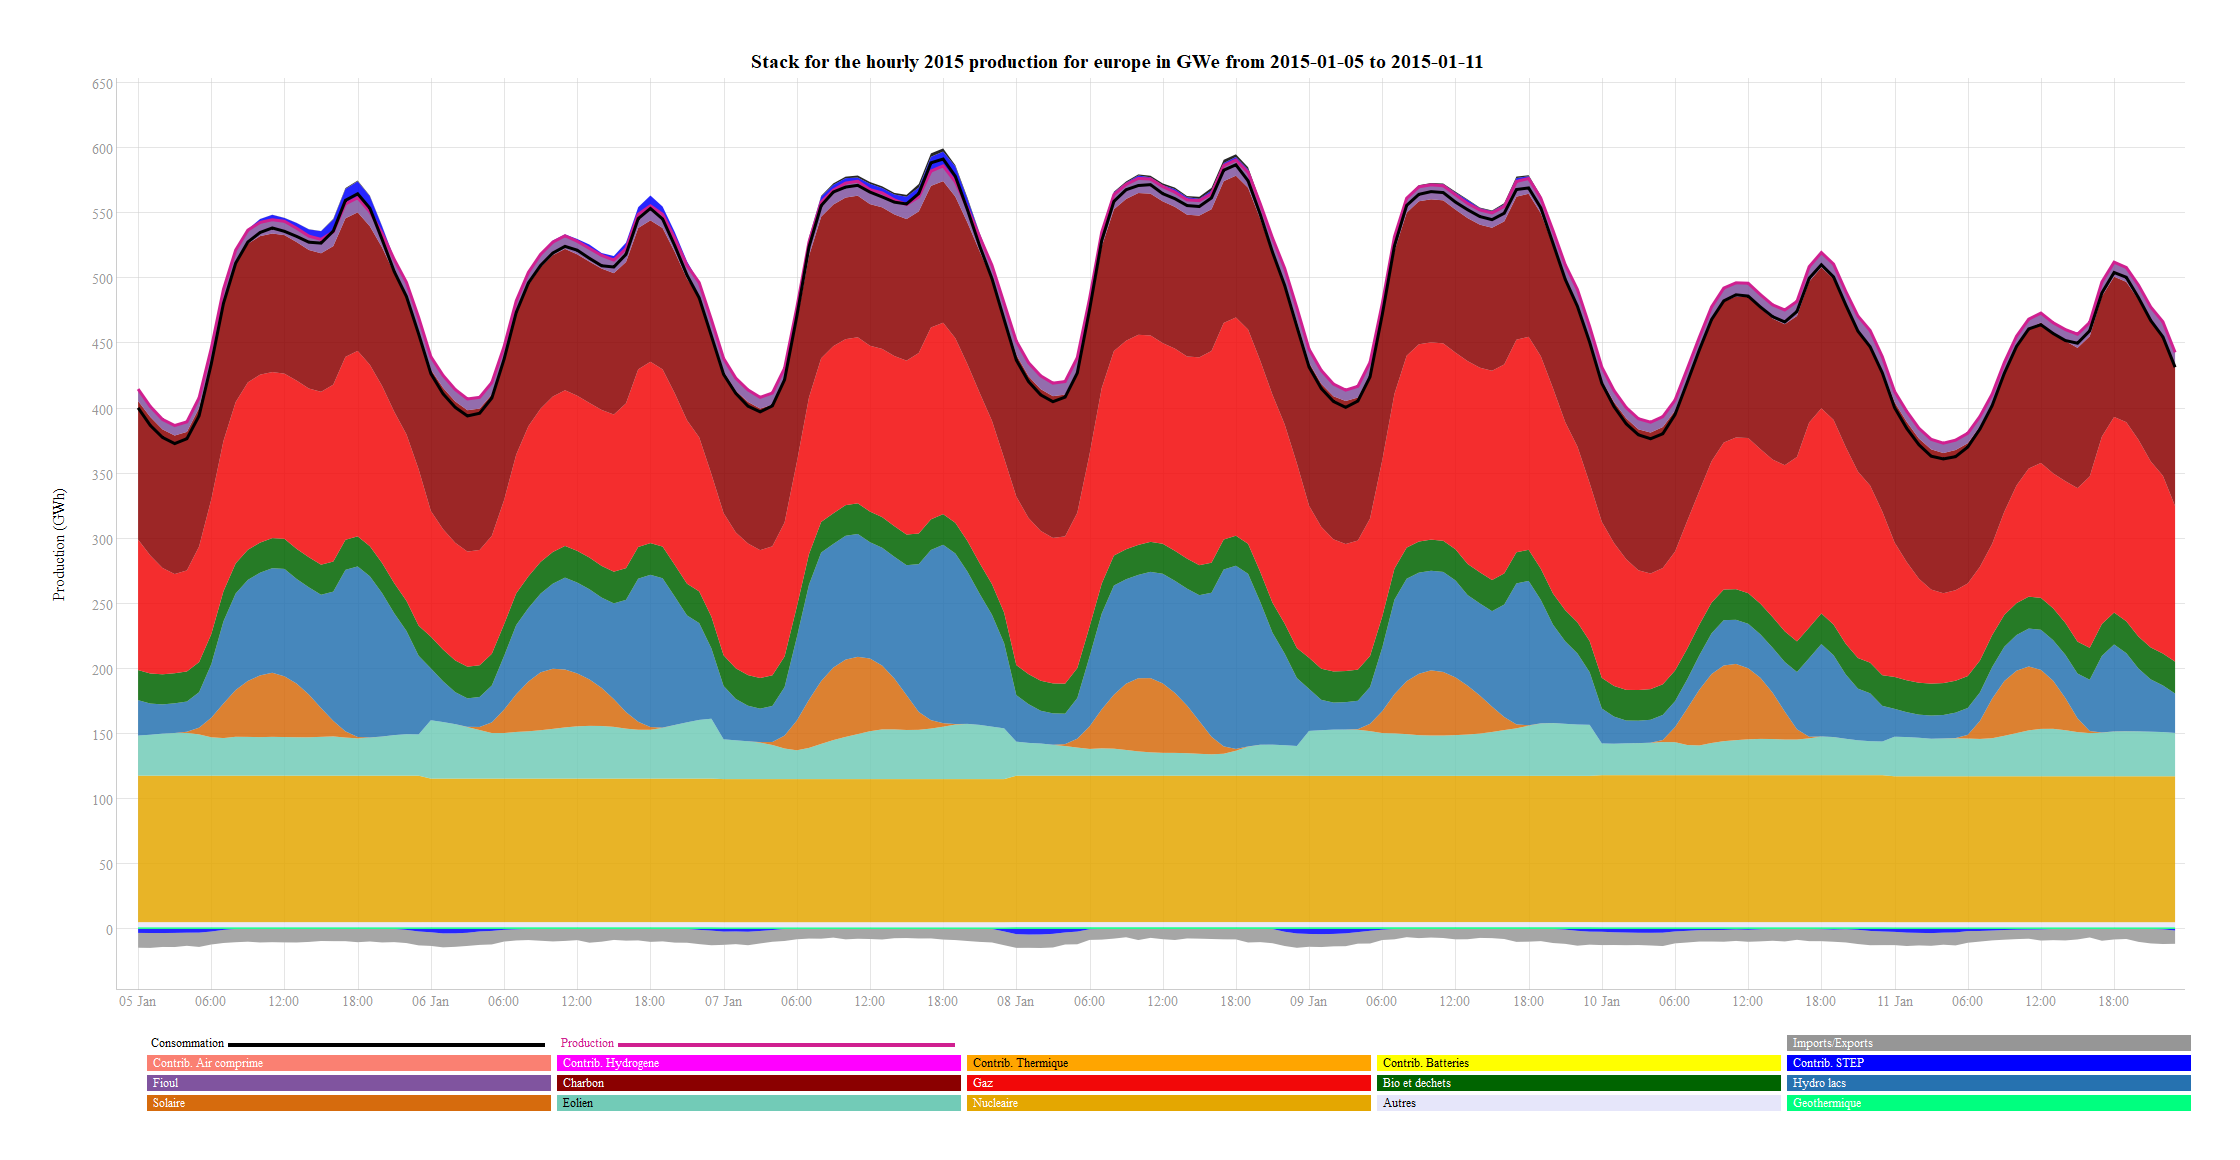 Stack for the hourly 2015 production for europe in GWe from 2015-01-05 to 2015-01-11
650
600
550
500
450
400
350
300
250
200
150
100
50
0
Production (GWh)
05 Jan 06:00 12:00 18:00 06 Jan 06:00 12:00 18:00 07 Jan 06:00 12:00 18:00 08 Jan 06:00 12:00 18:00 09 Jan 06:00 12:00 18:00 10 Jan 06:00 12:00 18:00 11 Jan 06:00 12:00 18:00
Consommation Production Imports/Exports
Contrib. Air comprime Contrib. Hydrogene Contrib. Thermique Contrib. Batteries Contrib. STEP
Fioul Charbon Gaz Bio et dechets Hydro lacs
Solaire Eolien Nucleaire Autres Geothermique